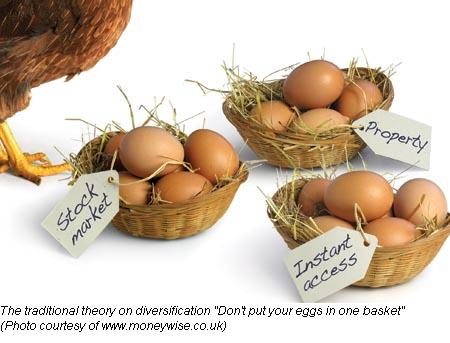 Property
Stock
market
Instant
access
The traditional theory on diversification "Don't put your eggs in one basket"
(Photo courtesy of www.moneywise.co.uk)